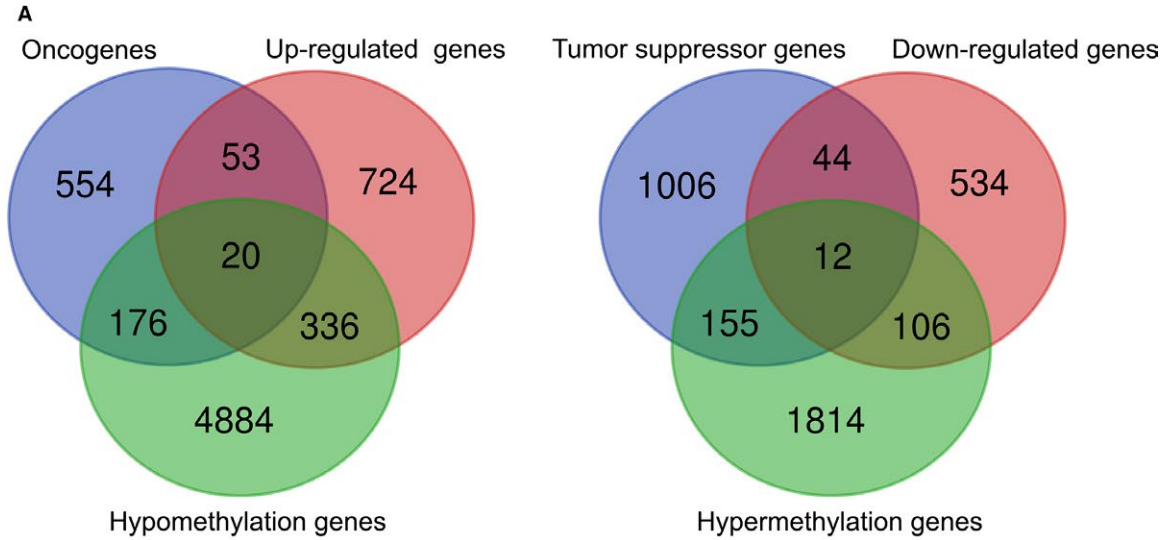 A
Oncogenes
Up-regulated genes
554
53
724
20
176
336
4884
Hypomethylation genes
Tumor suppressor genes
Down-regulated genes
1006
44
534
12
155
106
1814
Hypermethylation genes